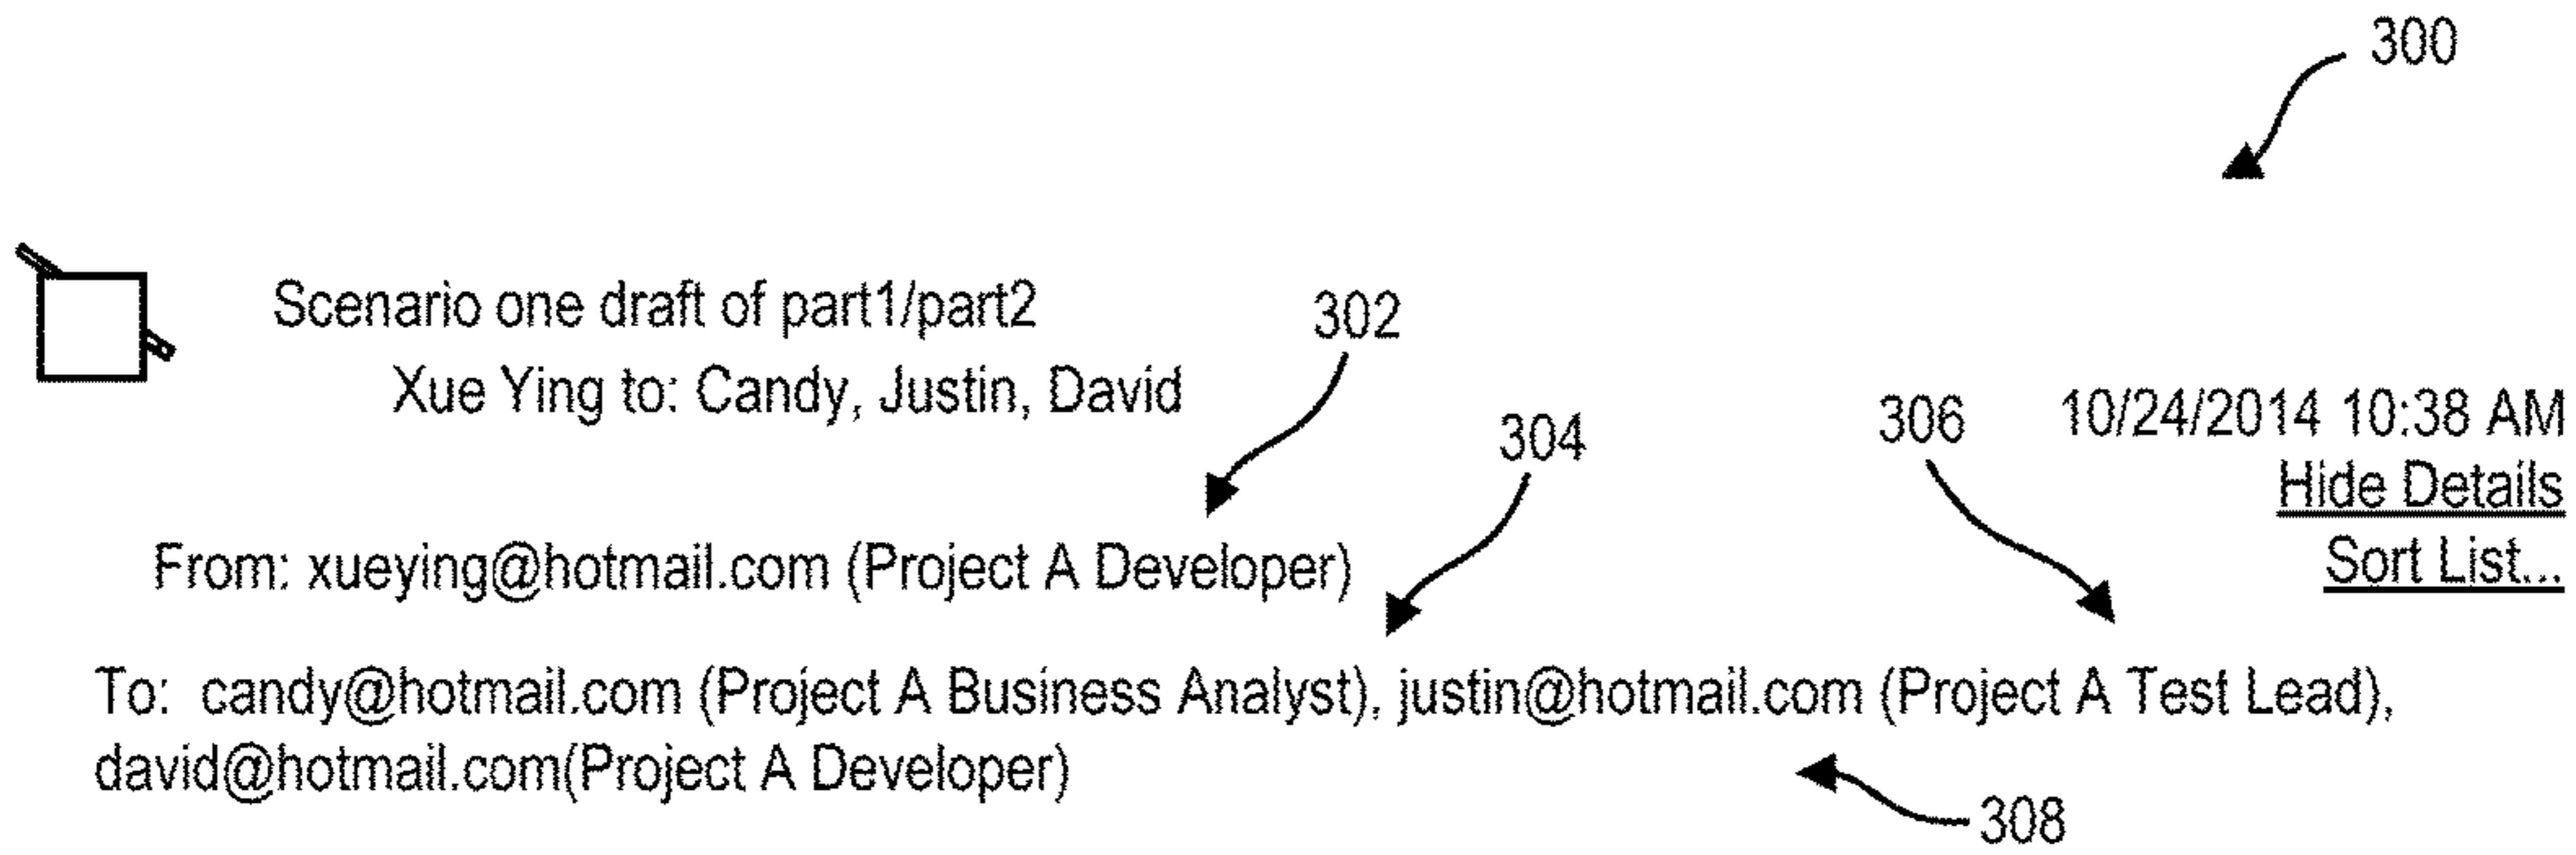 300
Scenario one draft of part1/part2
302
Xue Ying to: Candy, Justin, David
304
306
10/24/2014 10:38 AM
Hide Details
From: xueying@hotmail.com (Project A Developer)
Sort List...
To: candy@hotmail.com (Project A Business Analyst), justin@hotmail.com (Project A Test Lead),
david@hotmail.com(Project A Developer)
308